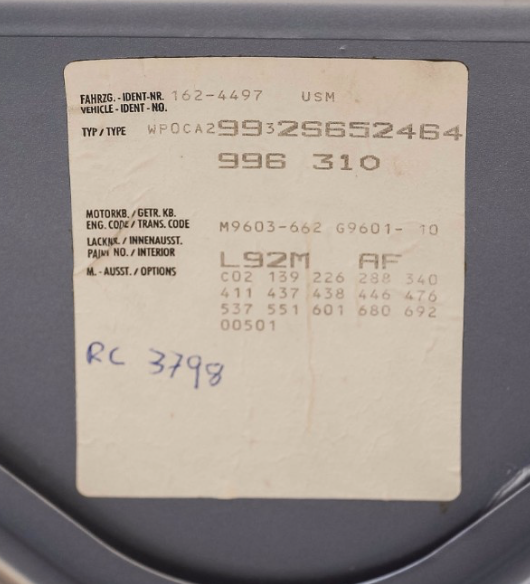 FAHRZG.-IDENT-NR. 162-4497 USM
VEHICLE-IDENT-NO.
TYP/TYPE WP0CA29932S652464
996 310
MOTORKB./GETR.KB.
ENG.CODE/TRANS.CODE M9603-662 G9601- 10
LACKNR./INNENAUSST.
PAINT NO./INTERIOR L92M AF
M.-AUSST./OPTIONS C02 139 226 288 340
411 437 438 446 476
537 551 601 680 692
00501
RC 3798